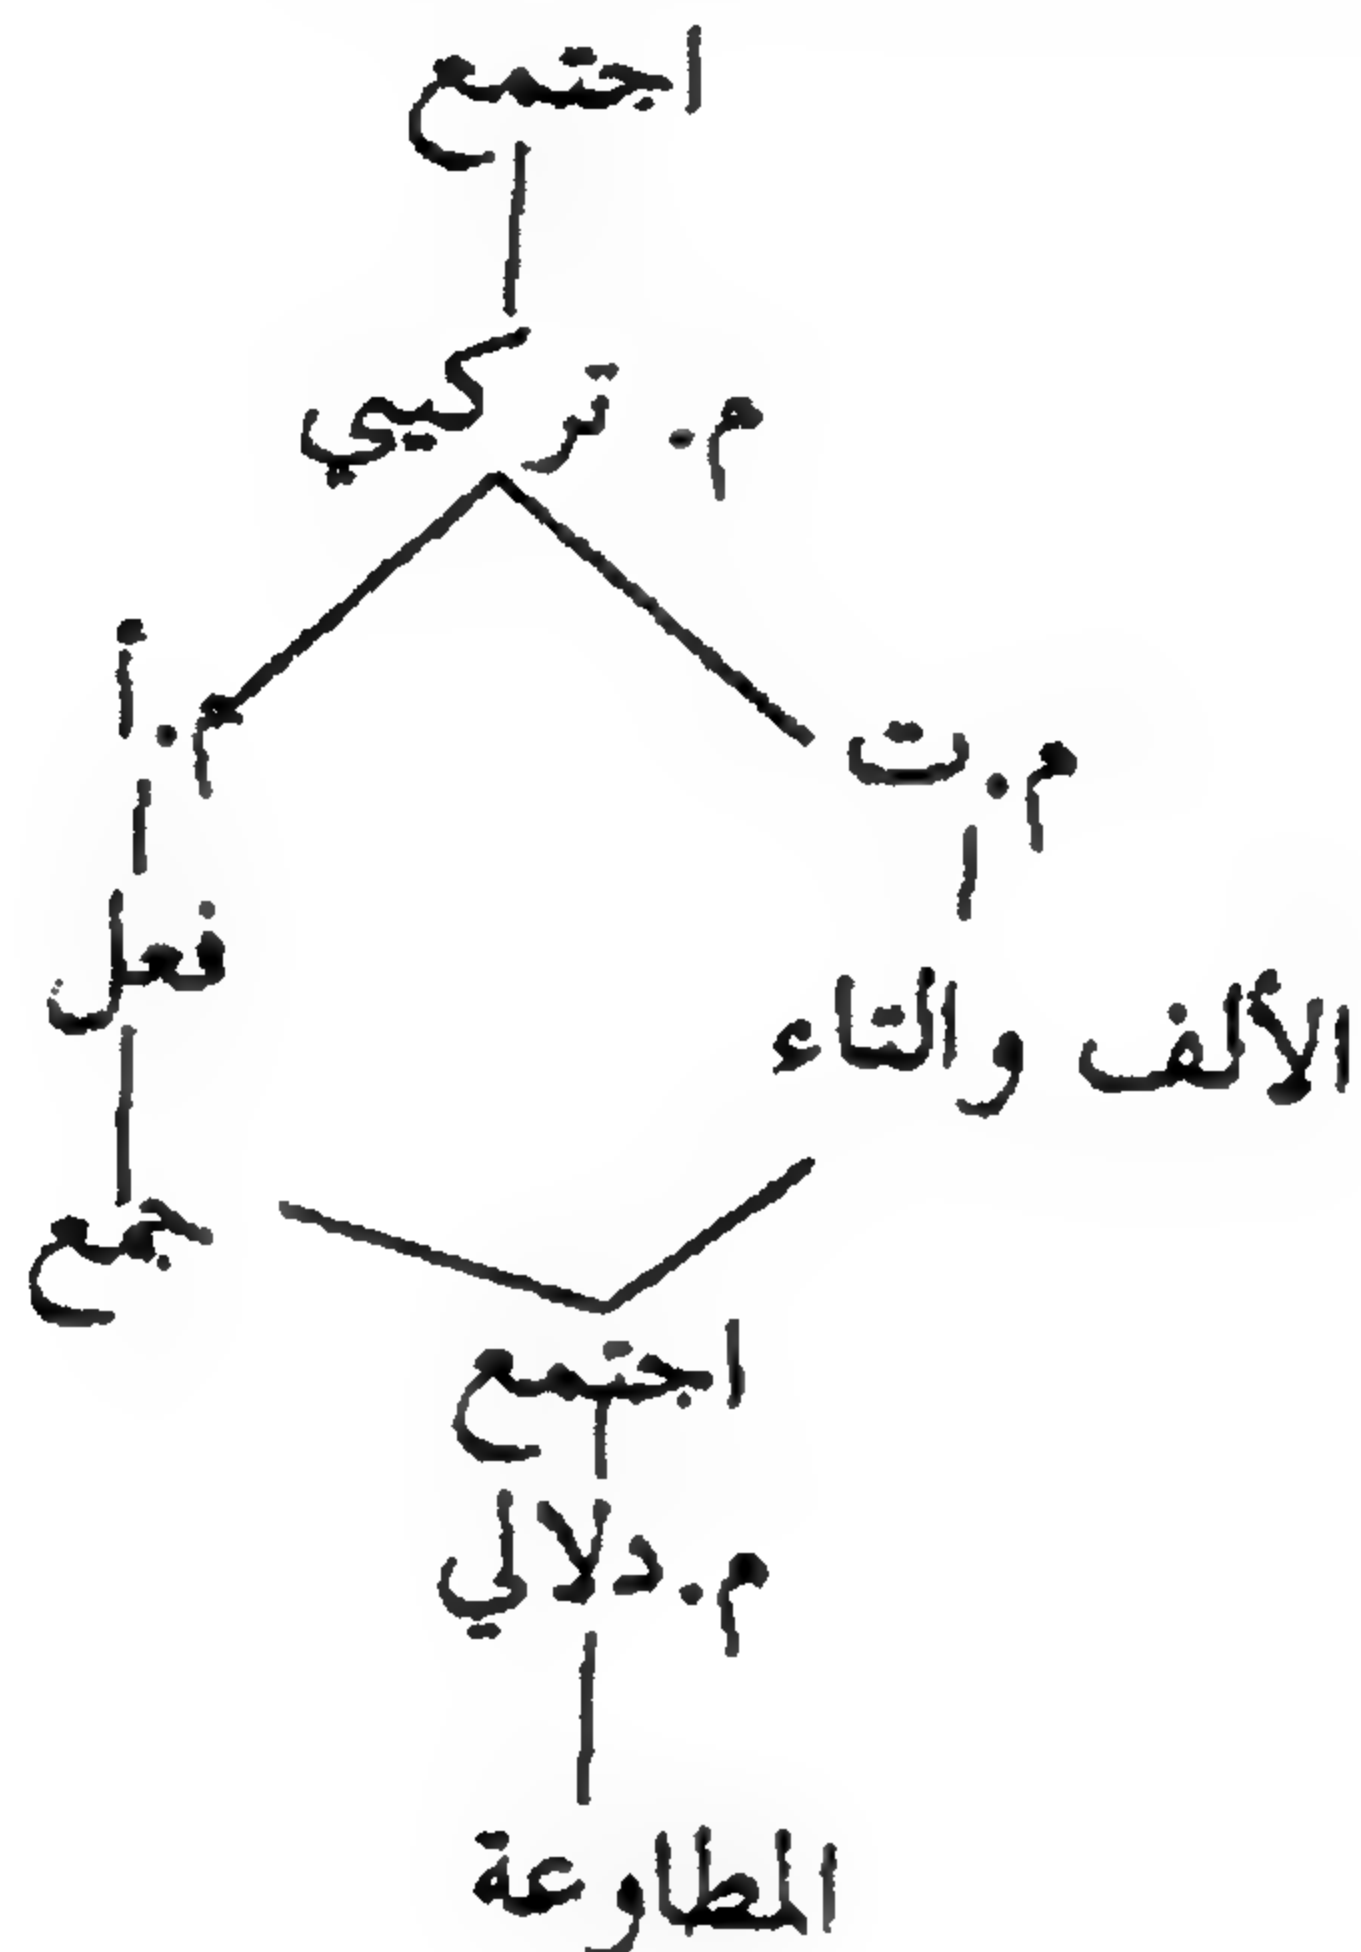 اجتمع
م. تركيبي
م.ت
م.أ
الألف والتاء
فعل
جمع
اجتمع
م.دلالي
المطاوعة